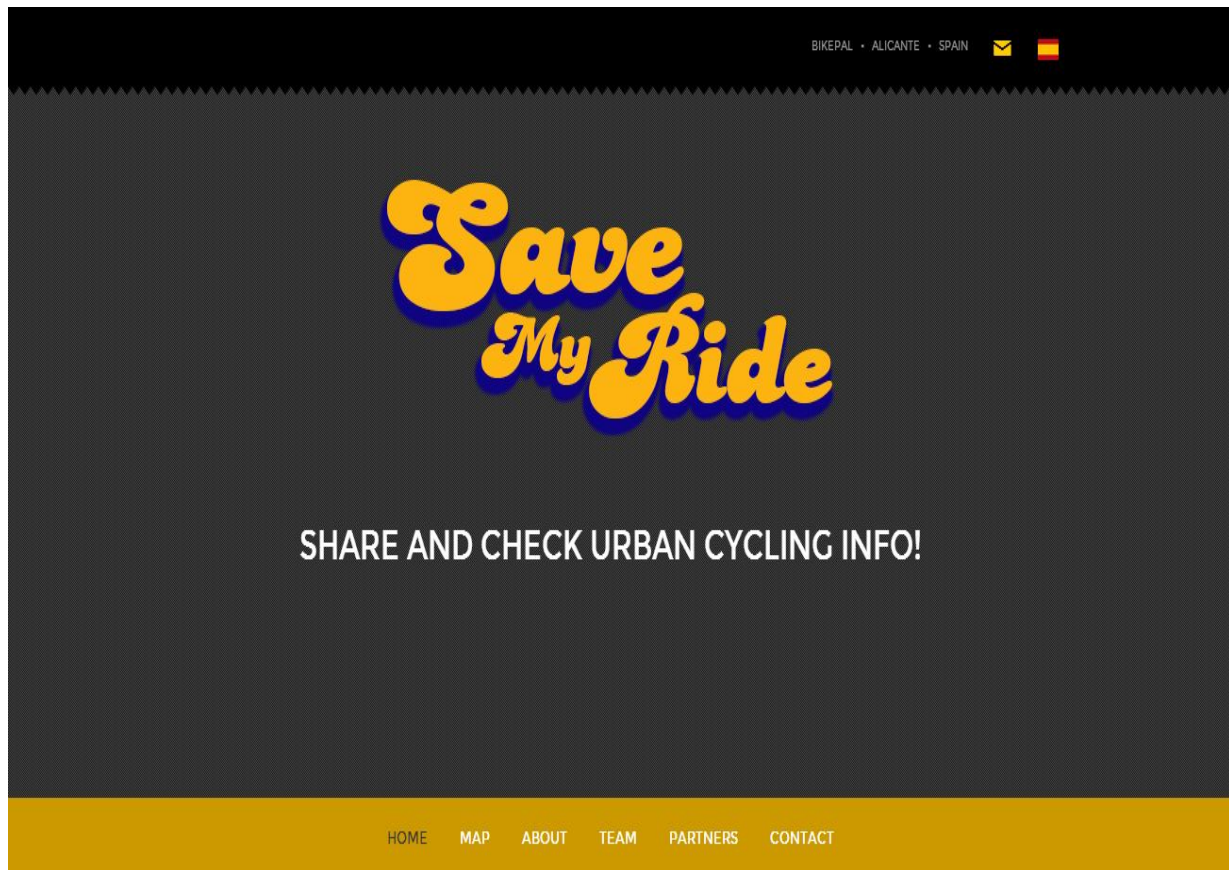 BIKEPAL • ALICANTE • SPAIN
Save
My Ride
SHARE AND CHECK URBAN CYCLING INFO!
HOME MAP ABOUT TEAM PARTNERS CONTACT